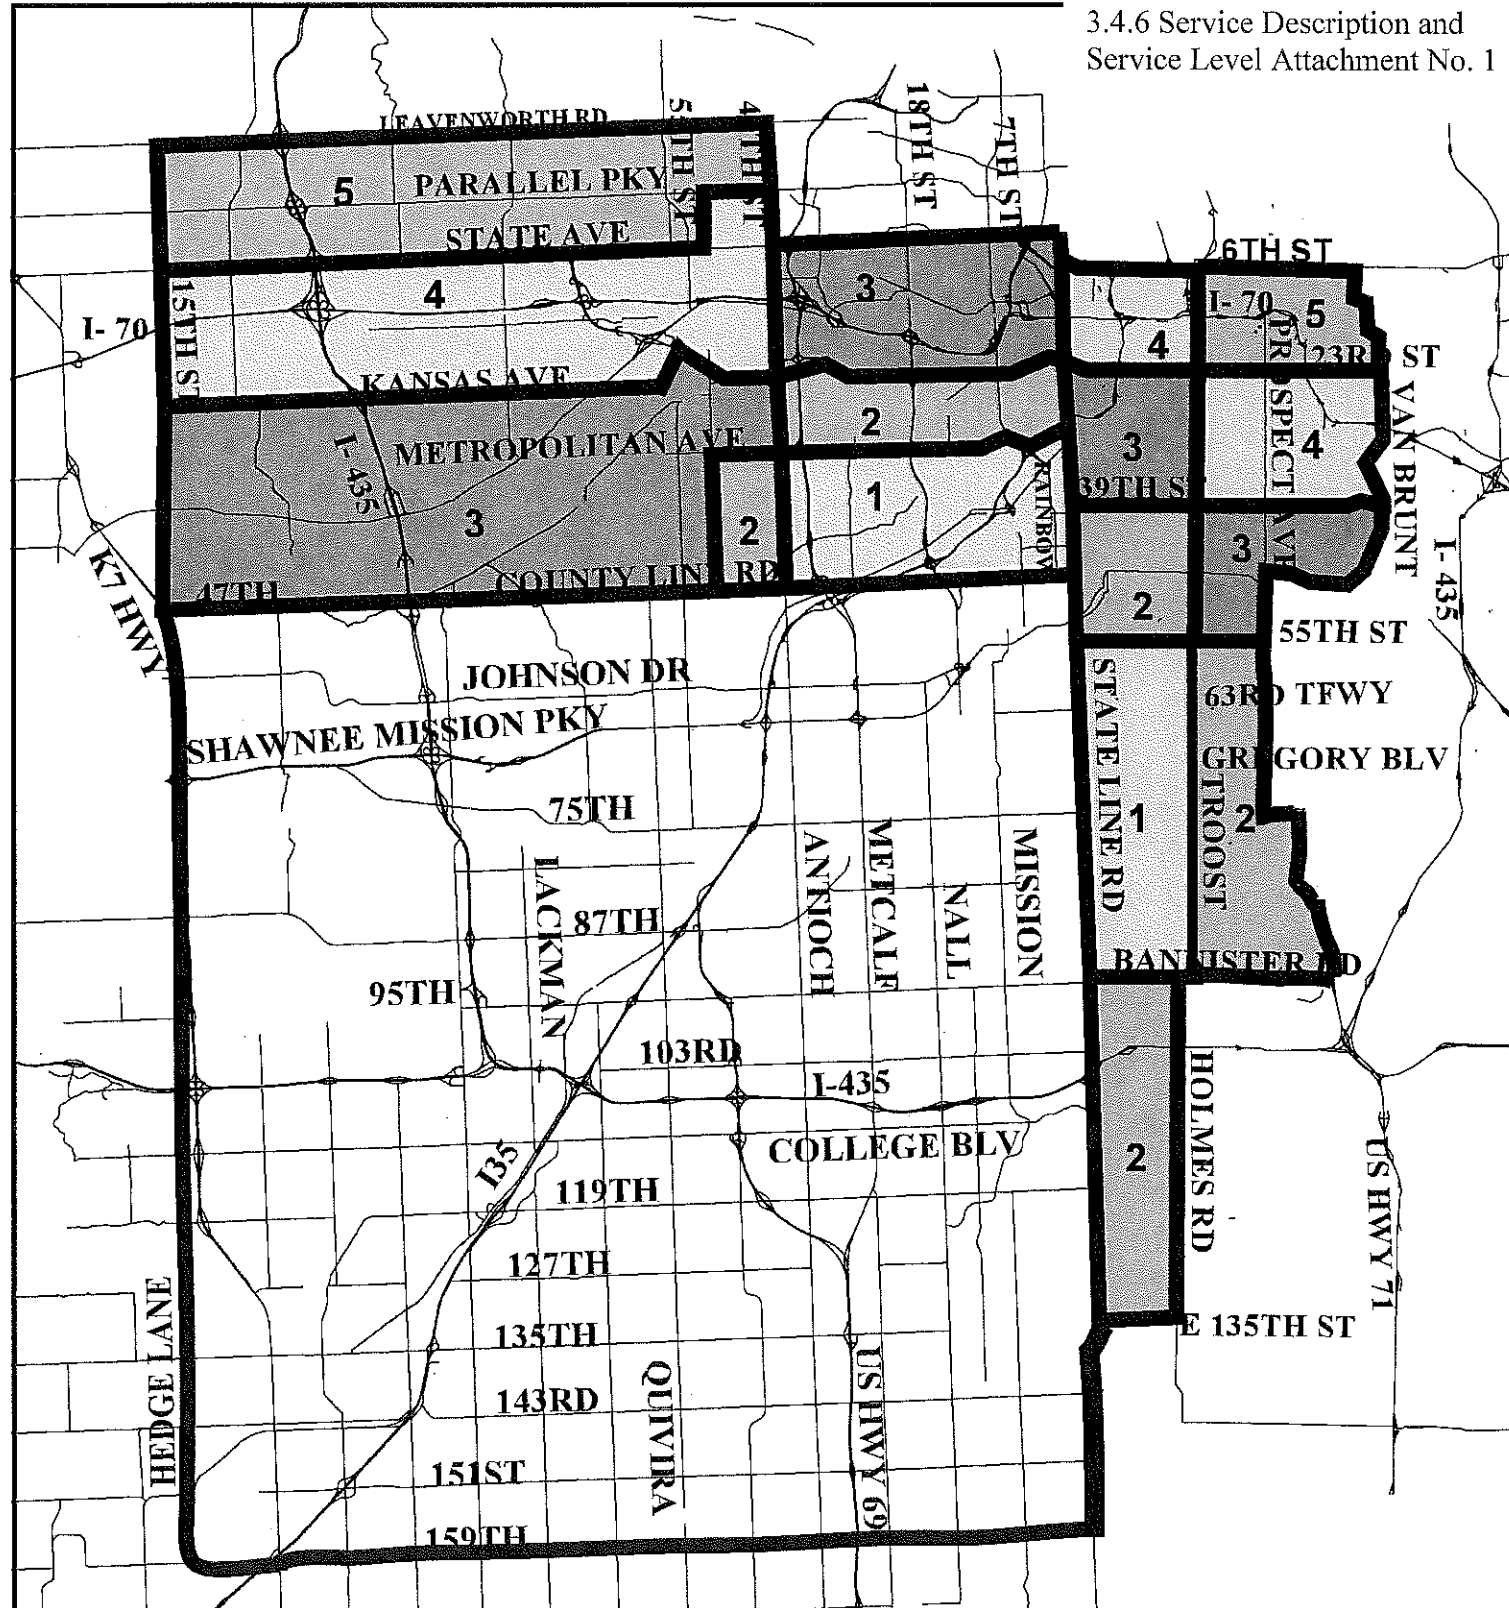 3.4.6 Service Description and
Service Level Attachment No. 1
LEAVENWORTH RD
18TH ST
7TH ST
5
PARALLEL PKY
STATE AVE
6TH ST
4
3
I-70
5
I-70
15TH ST
4
23RD ST
KANSAS AVE
PROSPECT AVE
VAN BRUNT
2
METROPOLITAN AVE
3
4
I-435
1
RAINBOW
39TH ST
3
2
3
K7 HWY
47TH
COUNTY LINE RD
I-435
2
55TH ST
JOHNSON DR
STATE LINE RD
63RD TFWY
SHAWNEE MISSION PKY
GREGORY BLV
75TH
TROOST
1
2
LACKMAN
ANTIOCH
METCALF
NALL
MISSION
87TH
BANNISTER RD
95TH
103RD
I-435
HOLMES RD
I35
COLLEGE BLV
2
US HWY 71
119TH
127TH
HEDGE LANE
135TH
E 135TH ST
QUIVIRA
US HWY 69
143RD
151ST
159TH